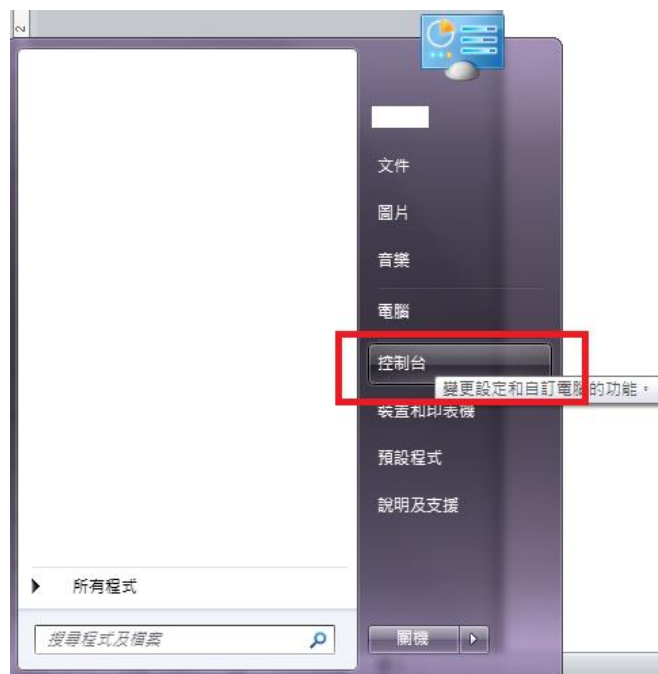 2
文件
圖片
音樂
電腦
控制台
變更設定和自訂電腦的功能。
裝置和印表機
預設程式
說明及支援
所有程式
搜尋程式及檔案
關機